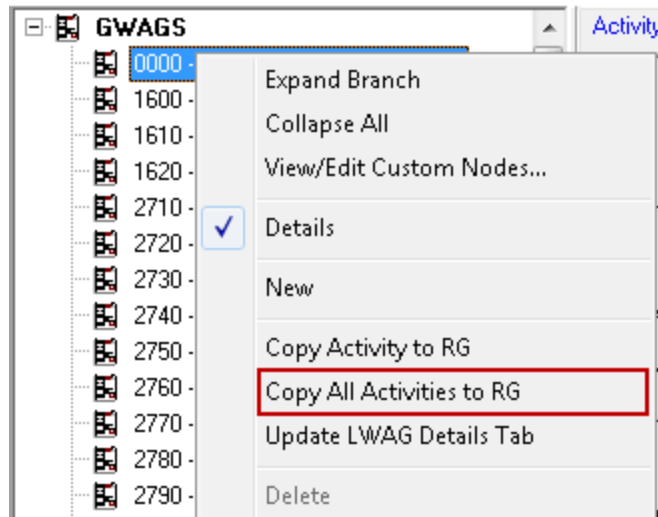 GWAGS
Activity
0000 -
1600 -
1610 -
1620 -
2710 -
2720 -
2730 -
2740 -
2750 -
2760 -
2770 -
2780 -
2790 -
Expand Branch
Collapse All
View/Edit Custom Nodes...
Details
New
Copy Activity to RG
Copy All Activities to RG
Update LWAG Details Tab
Delete